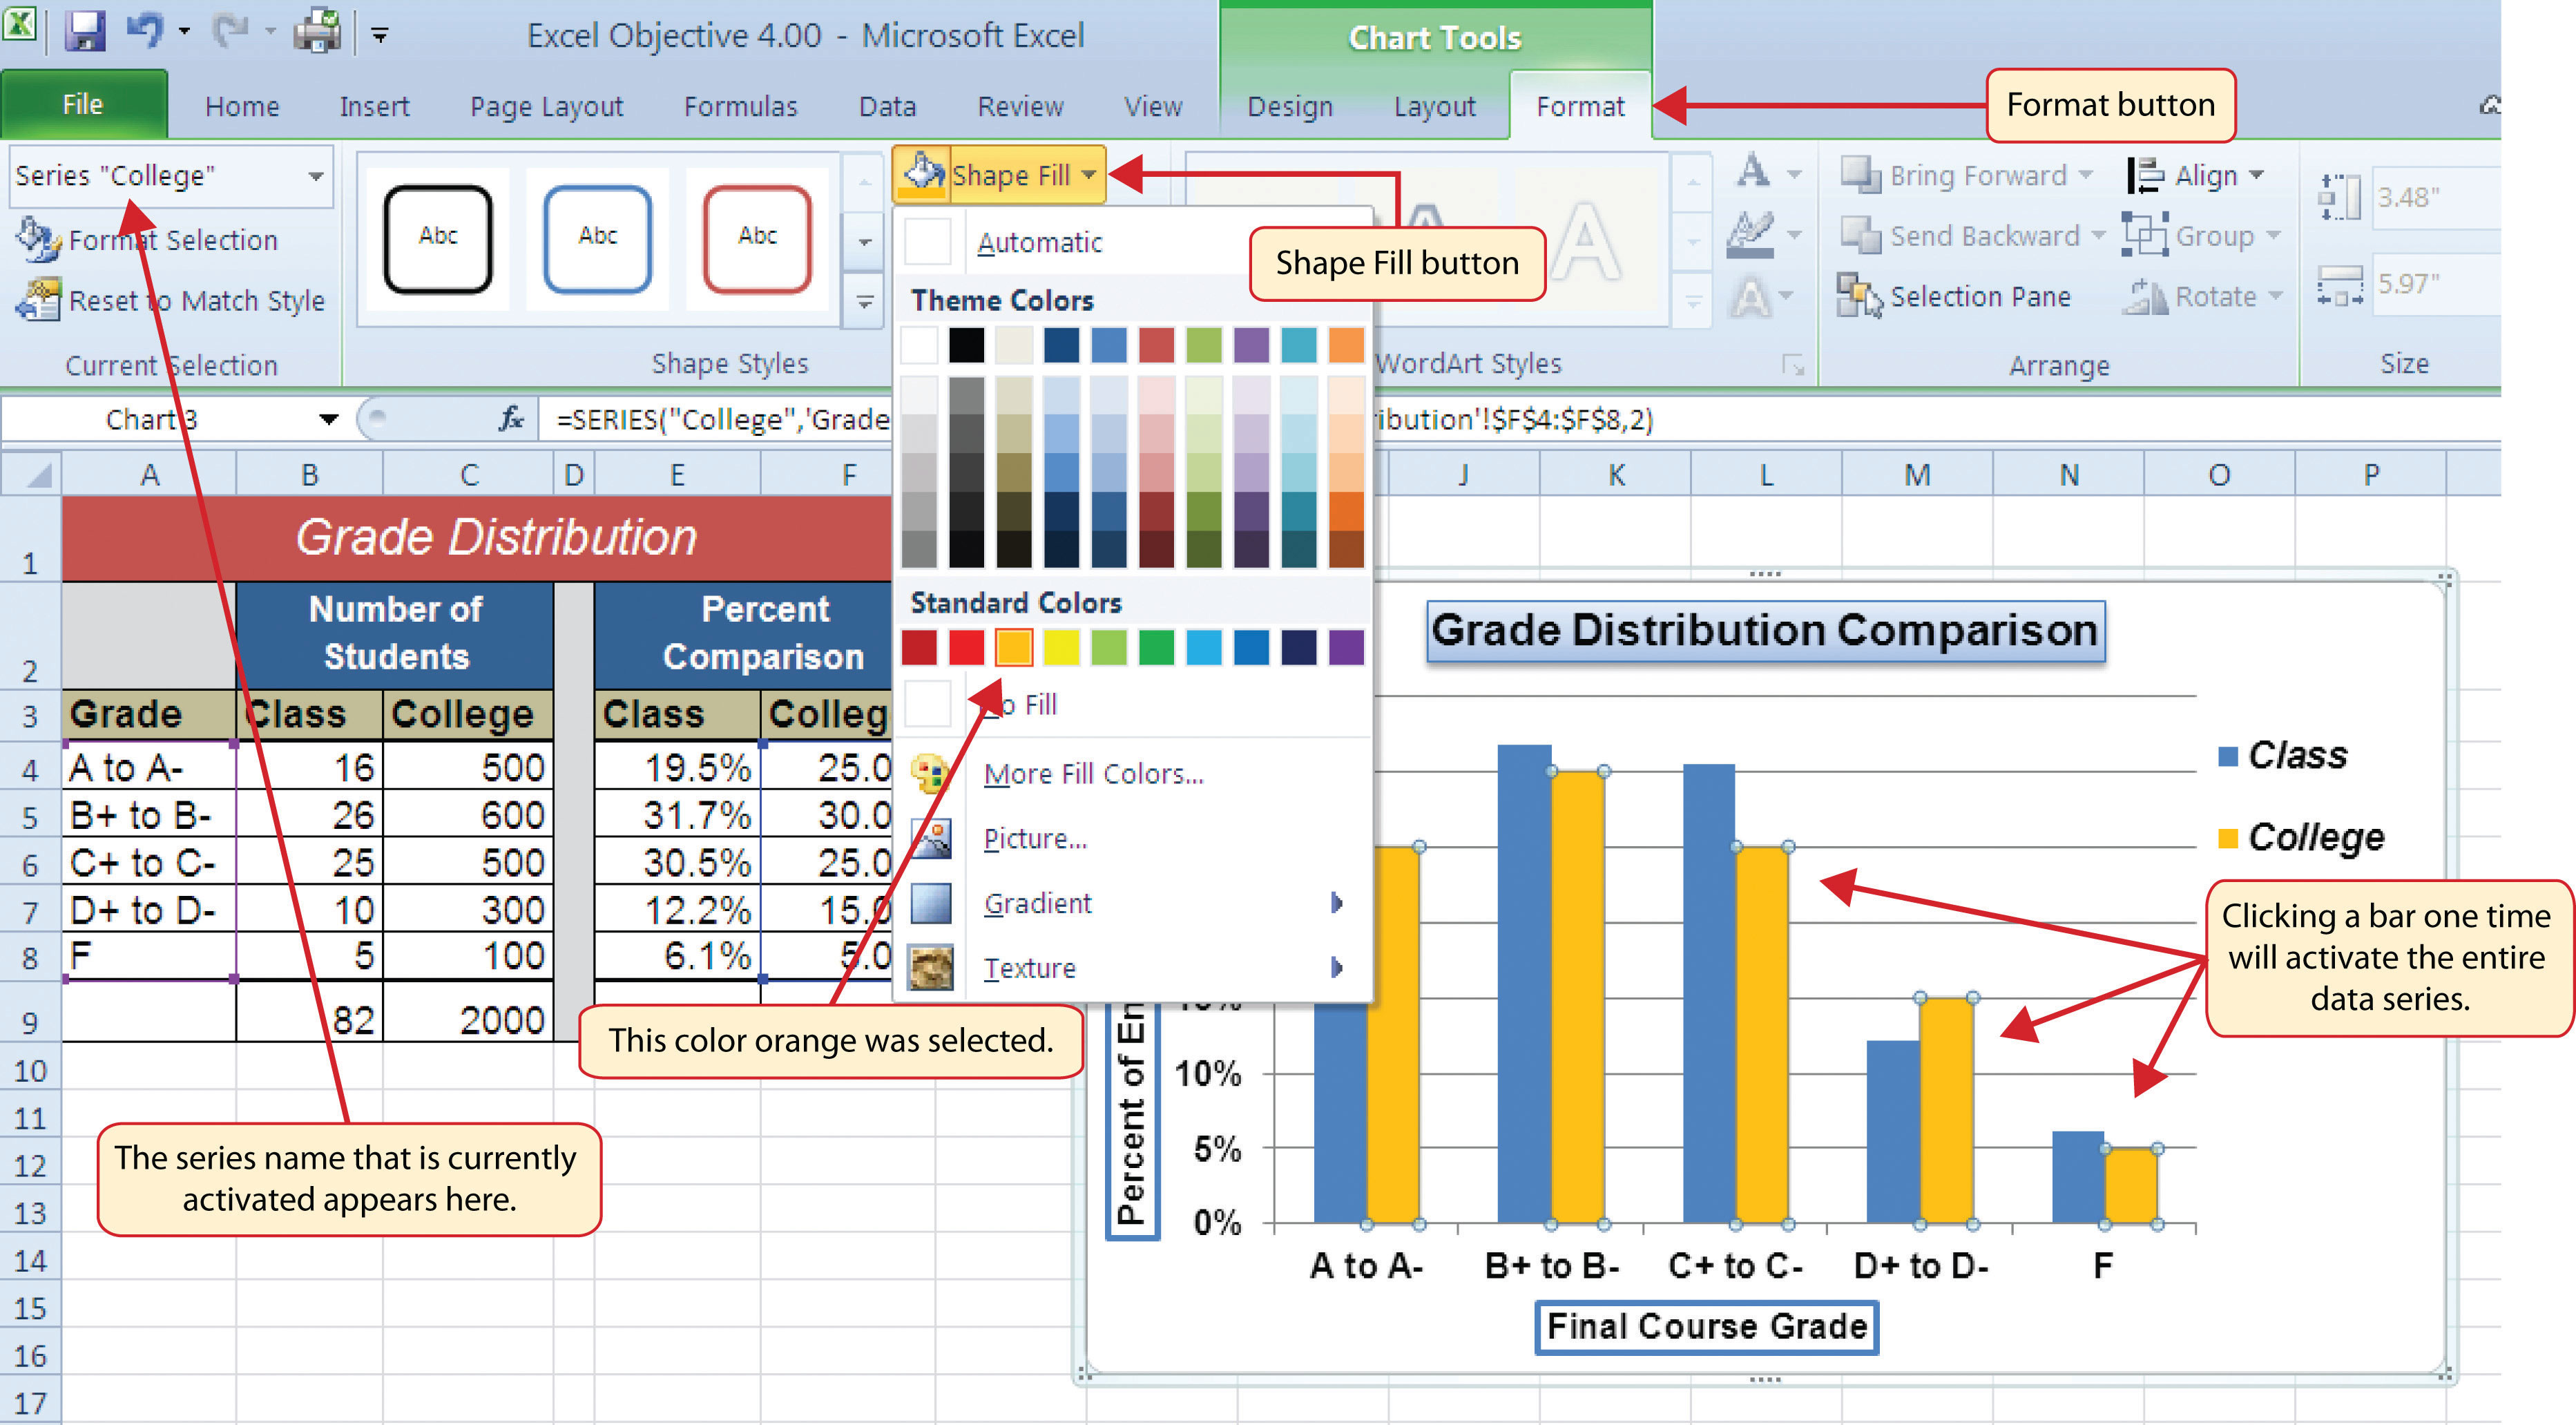 Excel Objective 4.00 - Microsoft Excel
Chart Tools
File Home Insert Page Layout Formulas Data Review View Design Layout Format
Format button
Series "College"
Format Selection
Reset to Match Style
Current Selection
Abc Abc Abc
Shape Styles
Shape Fill
Shape Fill button
A A
WordArt Styles
A
A
Bring Forward
Send Backward
Selection Pane
Align
Group
Rotate
Arrange
3.48"
5.97"
Size
Automatic
Theme Colors
Standard Colors
No Fill
More Fill Colors...
Picture...
Gradient
Texture
Chart 3 fx =SERIES("College",'Grade ribution'!$F$4:$F$8,2)
A B C D E F J K L M N O P
1 Grade Distribution
2 Number of Students Percent Comparison
3 Grade Class College Class Colleg
4 A to A- 16 500 19.5% 25.0
5 B+ to B- 26 600 31.7% 30.0
6 C+ to C- 25 500 30.5% 25.0
7 D+ to D- 10 300 12.2% 15.0
8 F 5 100 6.1% 5.0
9 82 2000
10
11
12
13
14
15
16
17
This color orange was selected.
The series name that is currently
activated appears here.
Grade Distribution Comparison
Class
College
Clicking a bar one time
will activate the entire
data series.
Percent of En
10%
5%
0%
A to A- B+ to B- C+ to C- D+ to D- F
Final Course Grade